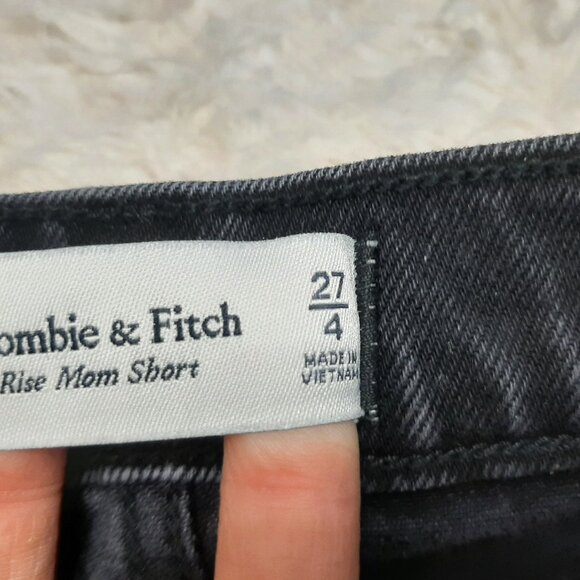 ombie & Fitch
Rise Mom Short
27
4
MADE IN
VIETNAM